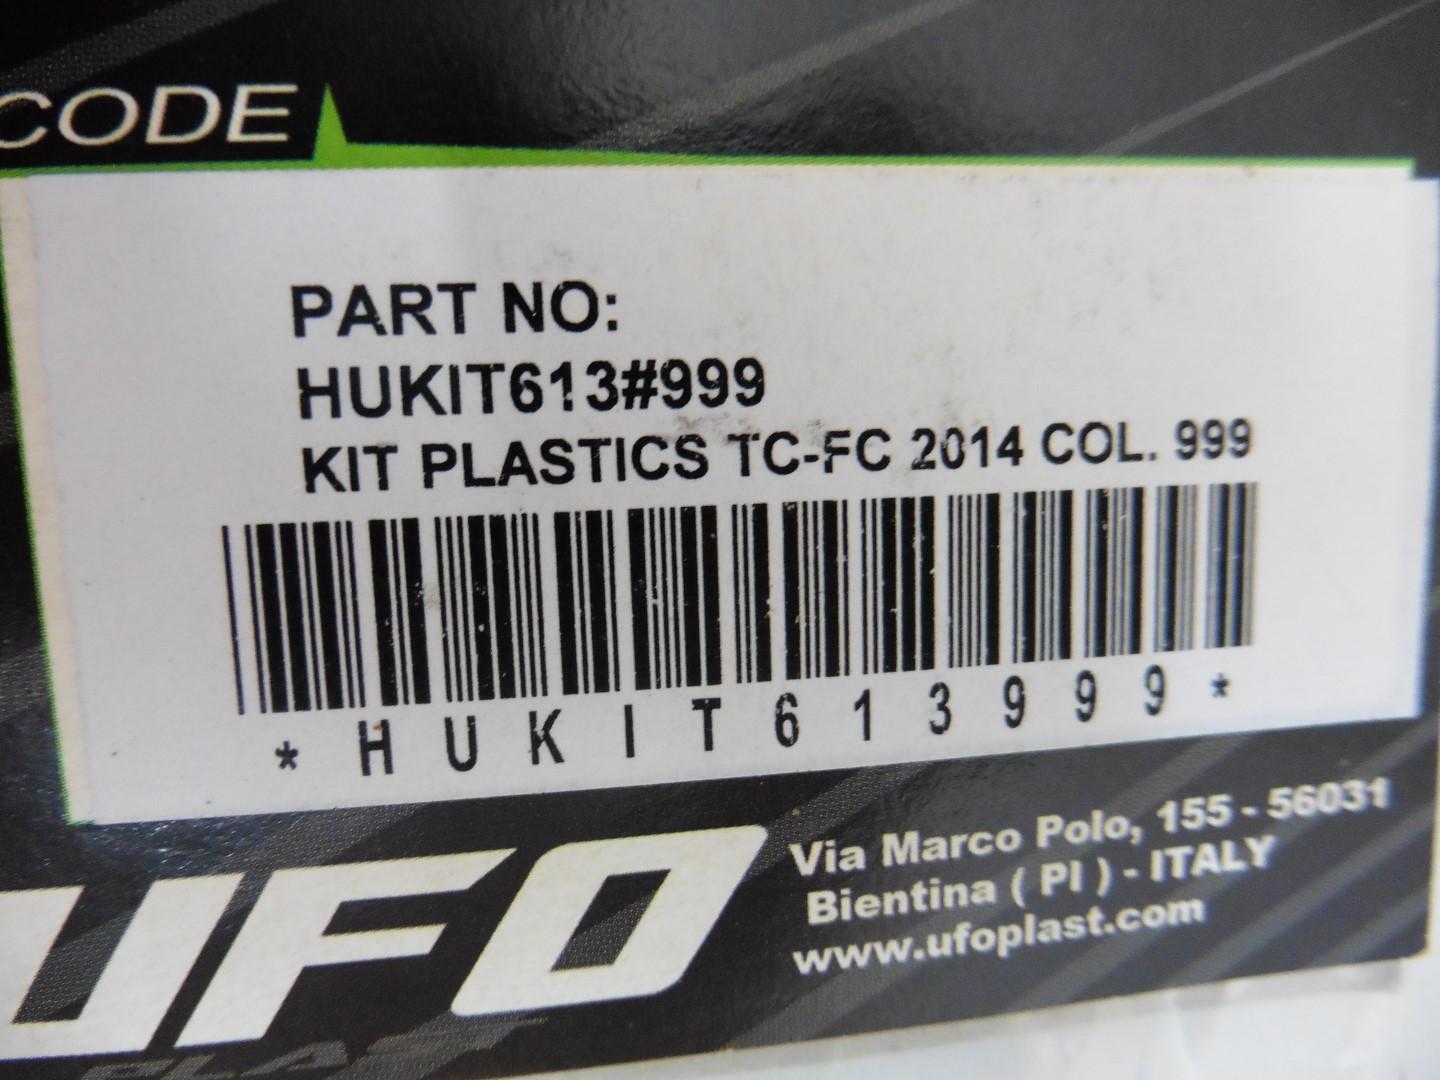 CODE
PART NO:
HUKIT613#999
KIT PLASTICS TC-FC 2014 COL. 999
*HUKIT613999*
UFO
PLAST
Via Marco Polo, 155 - 56031
Bientina ( PI ) - ITALY
www.ufoplast.com